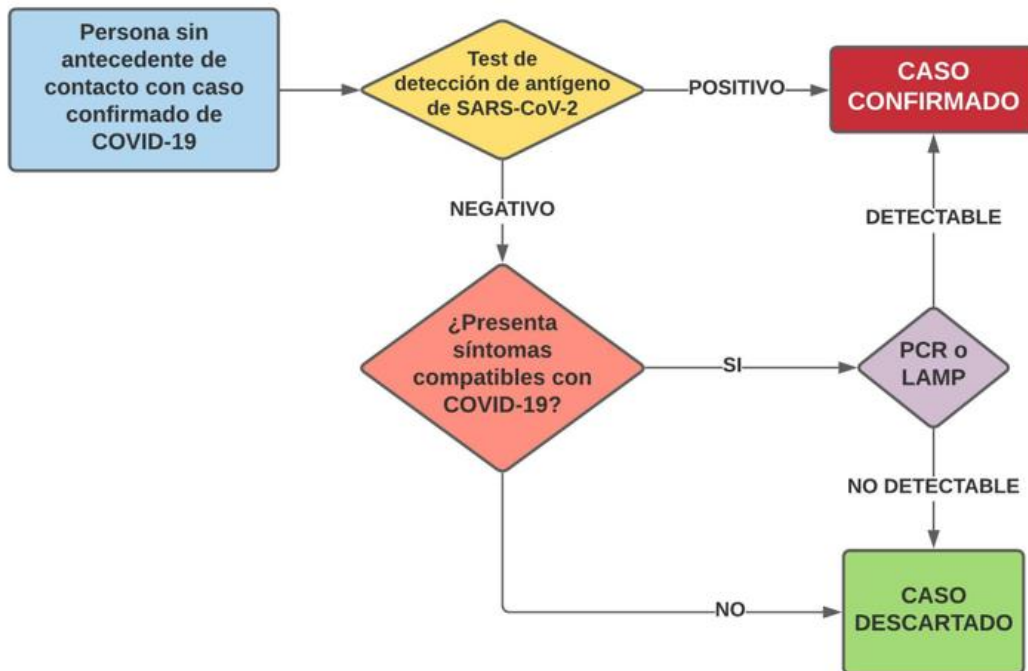 Persona sin
antecedente de
contacto con caso
confirmado de
COVID-19
Test de
detección de antígeno
de SARS-CoV-2
POSITIVO
CASO
CONFIRMADO
NEGATIVO
DETECTABLE
¿Presenta
síntomas
compatibles con
COVID-19?
SI
PCR o
LAMP
NO DETECTABLE
NO
CASO
DESCARTADO